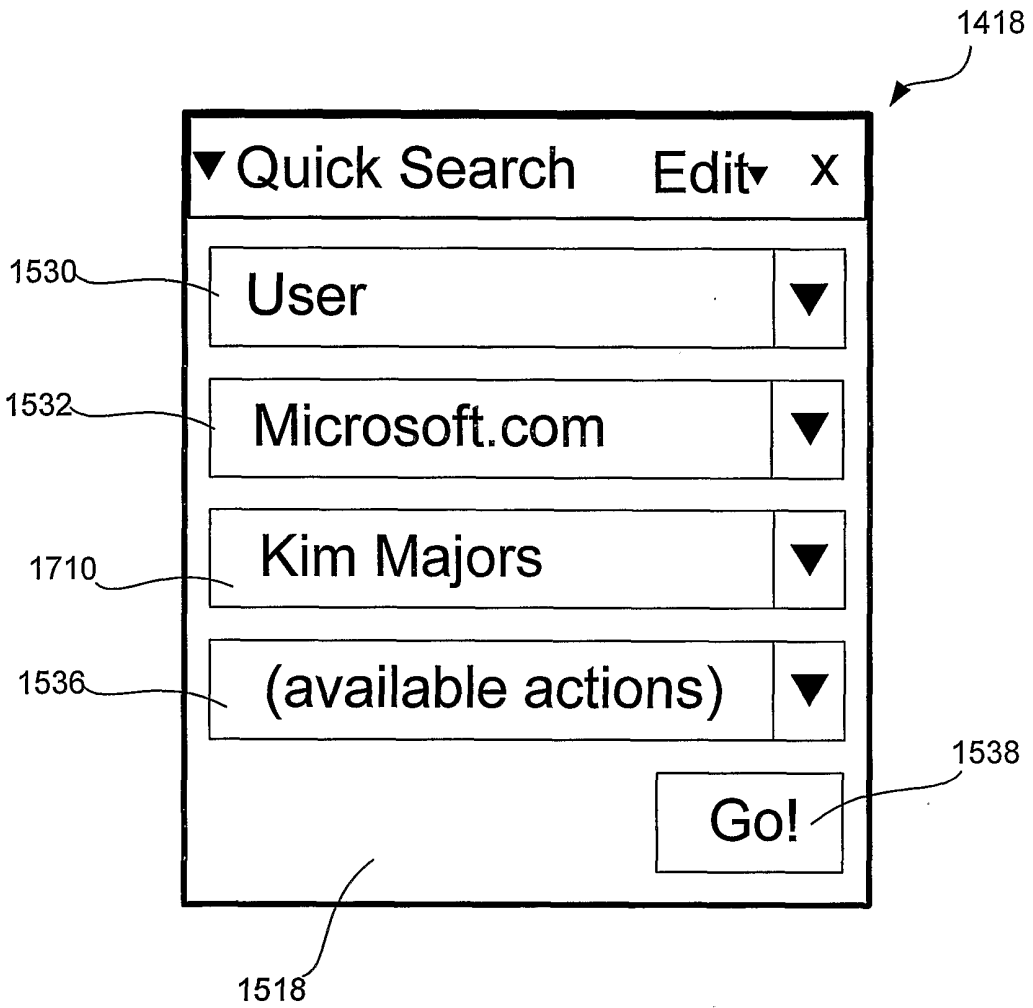 1418
Quick Search Edit x
1530 User
1532 Microsoft.com
1710 Kim Majors
1536 (available actions)
1538
Go!
1518